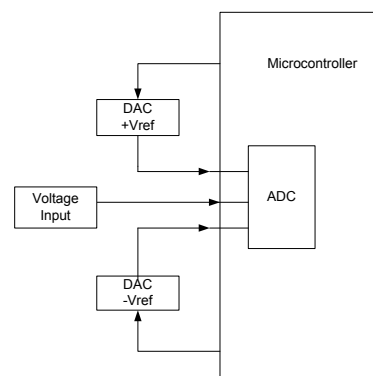 Microcontroller
DAC
+Vref
ADC
Voltage
Input
DAC
-Vref